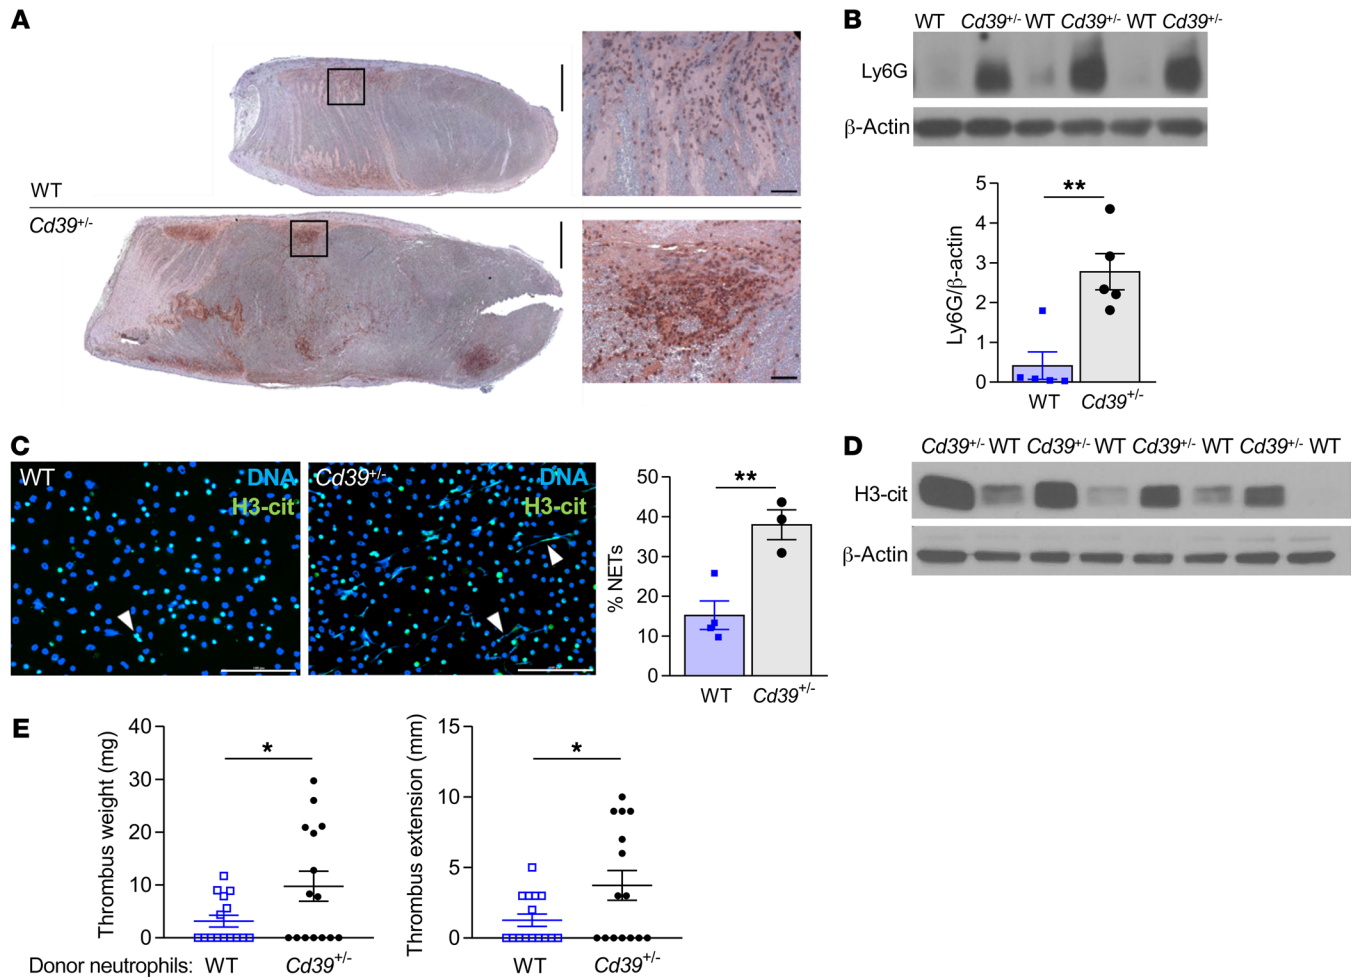 A
WT
Cd39+/-
B
WT Cd39+/- WT Cd39+/- WT Cd39+/-
Ly6G
β-Actin
Ly6G/β-actin
5
4
3
2
1
0
**
WT Cd39+/-
C
WT DNA
H3-cit
Cd39+/- DNA
H3-cit
% NETs
50
40
30
20
10
0
**
WT Cd39+/-
D
Cd39+/- WT Cd39+/- WT Cd39+/- WT Cd39+/- WT
H3-cit
β-Actin
E
Thrombus weight (mg)
40
30
20
10
0
*
Donor neutrophils: WT Cd39+/-
Thrombus extension (mm)
15
10
5
0
*
WT Cd39+/-